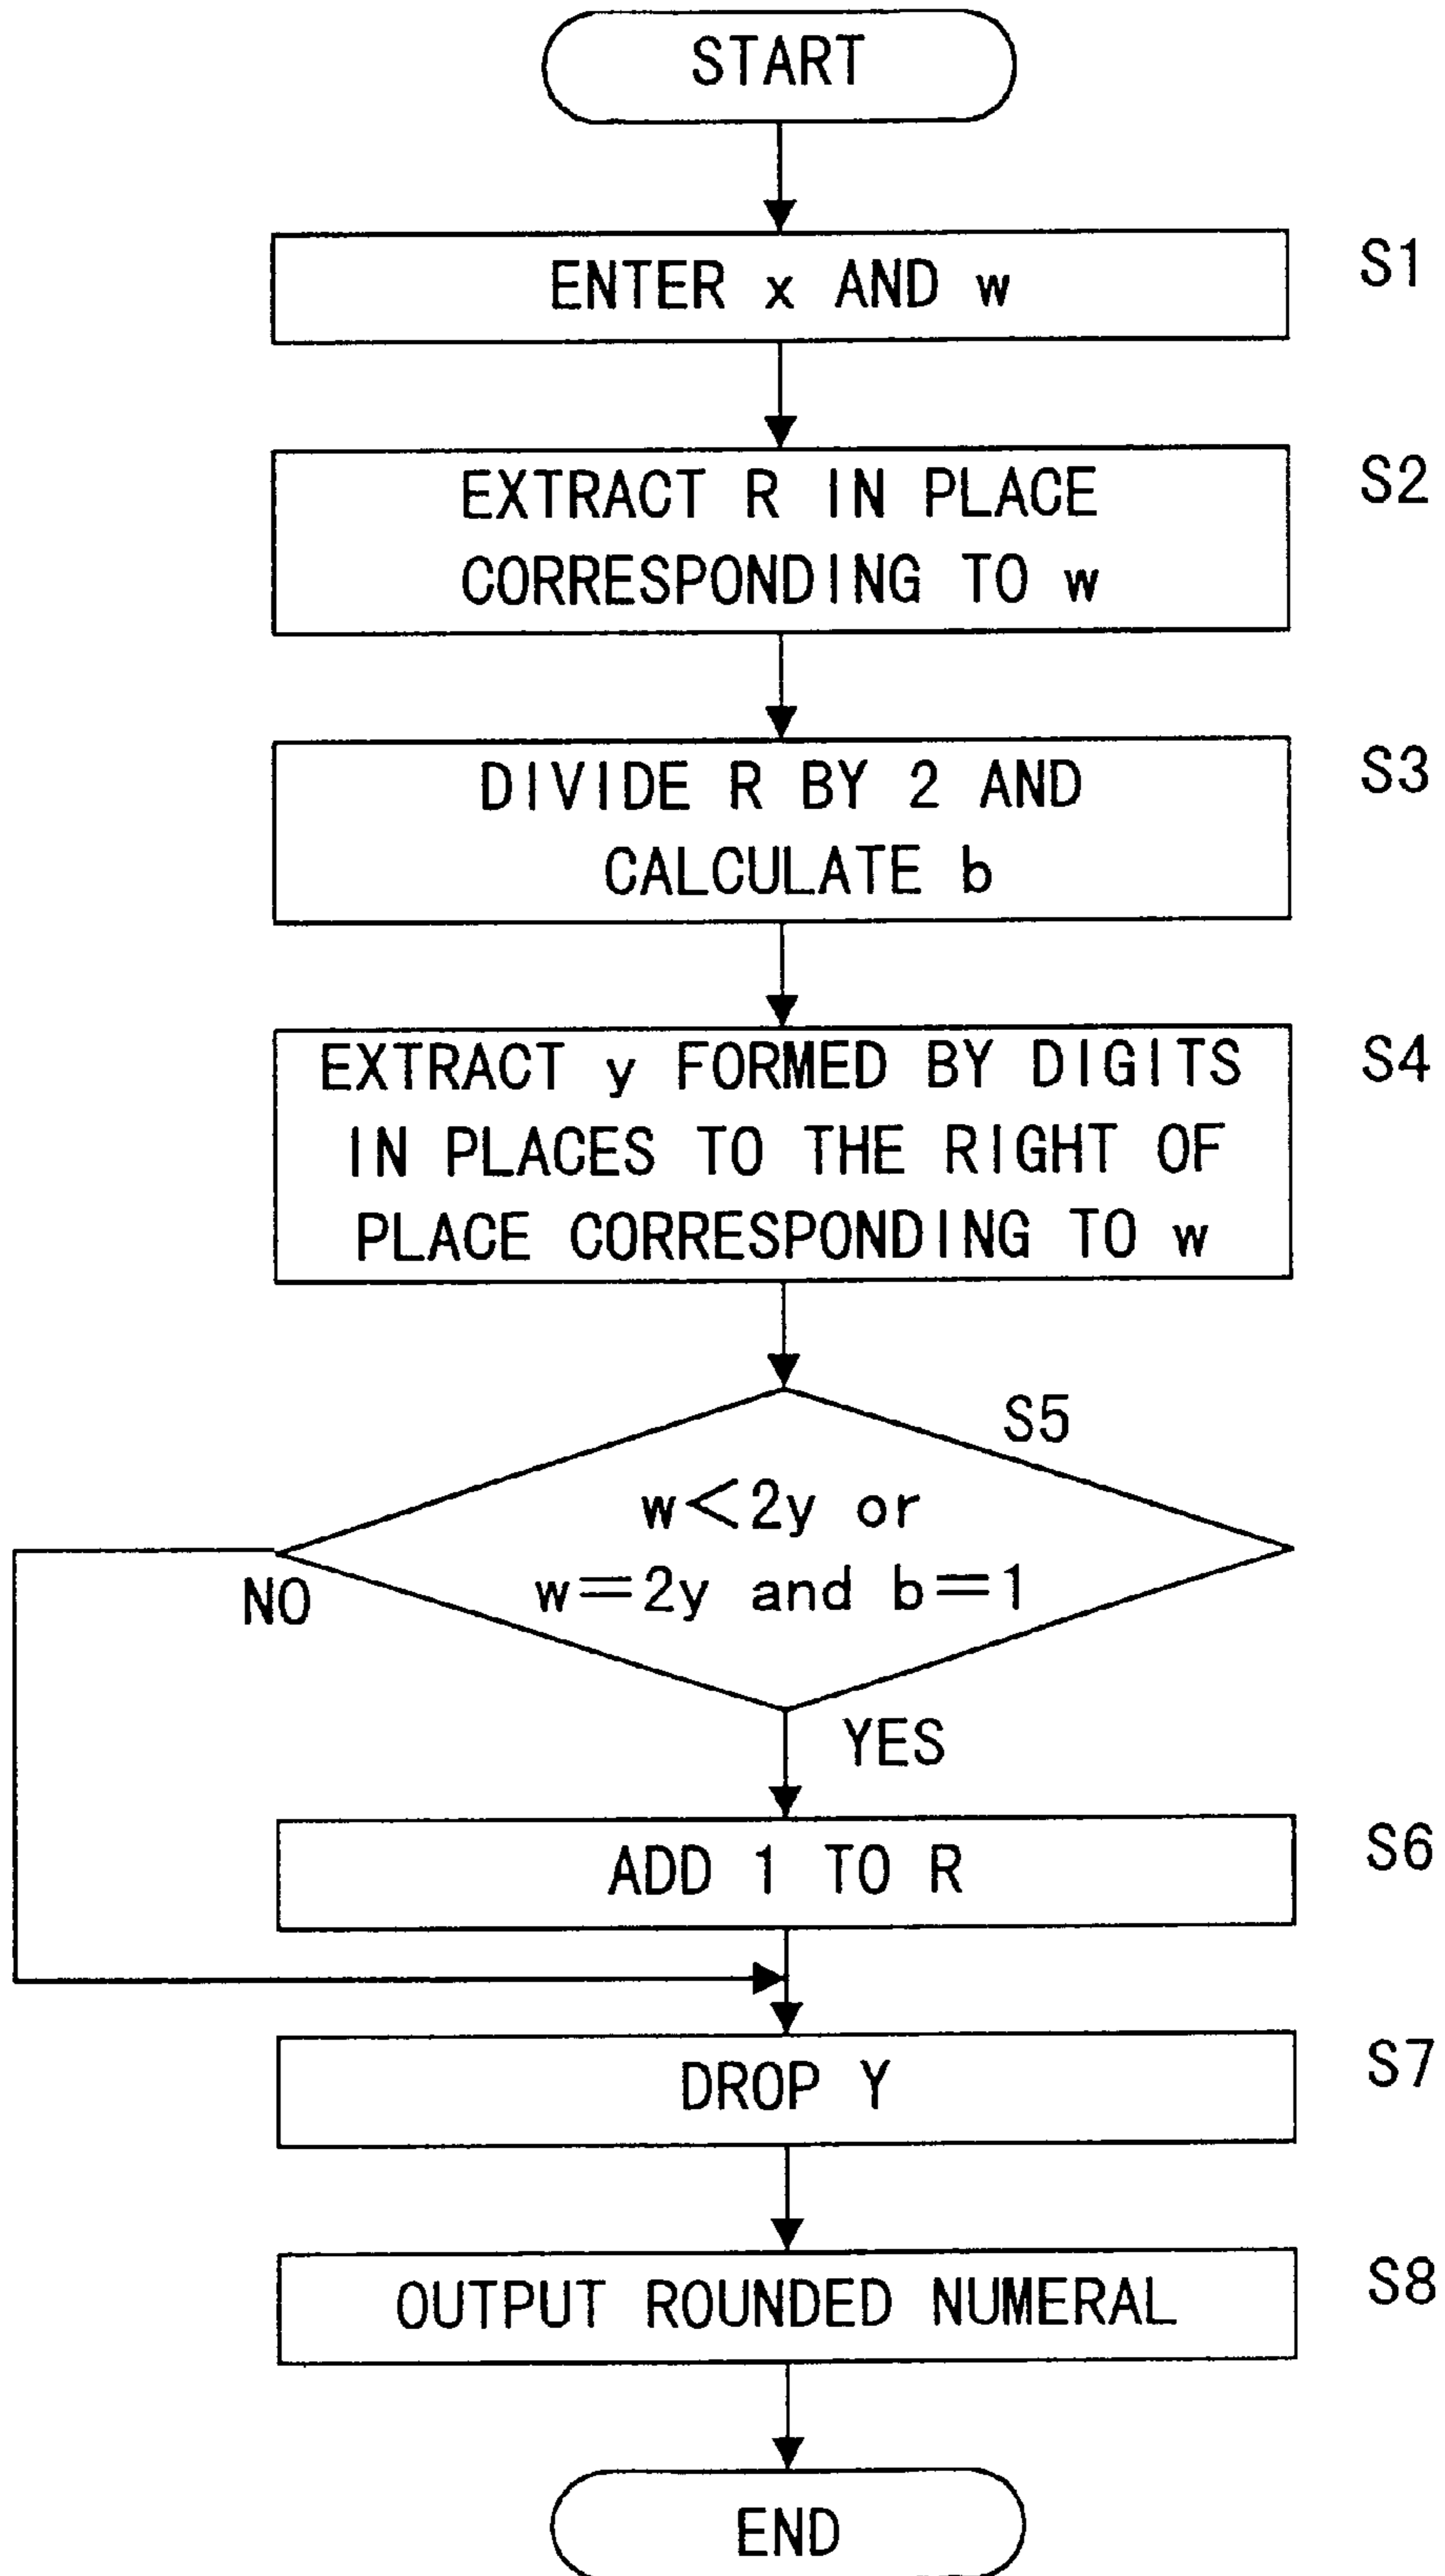 START
ENTER x AND w
S1
EXTRACT R IN PLACE
CORRESPONDING TO w
S2
DIVIDE R BY 2 AND
CALCULATE b
S3
EXTRACT y FORMED BY DIGITS
IN PLACES TO THE RIGHT OF
PLACE CORRESPONDING TO w
S4
S5
w<2y or
w=2y and b=1
NO
YES
ADD 1 TO R
S6
DROP Y
S7
OUTPUT ROUNDED NUMERAL
S8
END